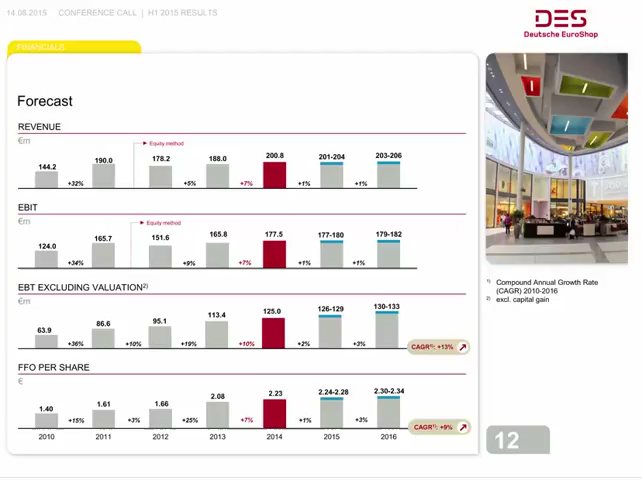 14.08.2015 CONFERENCE CALL | H1 2015 RESULTS
DES
Deutsche EuroShop
FINANCIALS
Forecast
REVENUE
€m
Equity method
144.2 190.0 178.2 188.0 200.8 201-204 203-206
+32% +5% +7% +1% +1%
EBIT
€m
Equity method
124.0 165.7 151.6 165.8 177.5 177-180 179-182
+34% +9% +7% +1% +1%
EBT EXCLUDING VALUATION2)
€m
63.9 86.6 95.1 113.4 125.0 126-129 130-133
+36% +10% +19% +10% +2% +3%
CAGR1): +13%
FFO PER SHARE
€
1.40 1.61 1.66 2.08 2.23 2.24-2.28 2.30-2.34
+15% +3% +25% +7% +1% +3%
CAGR1): +9%
2010 2011 2012 2013 2014 2015 2016
1) Compound Annual Growth Rate
(CAGR) 2010-2016
2) excl. capital gain
12